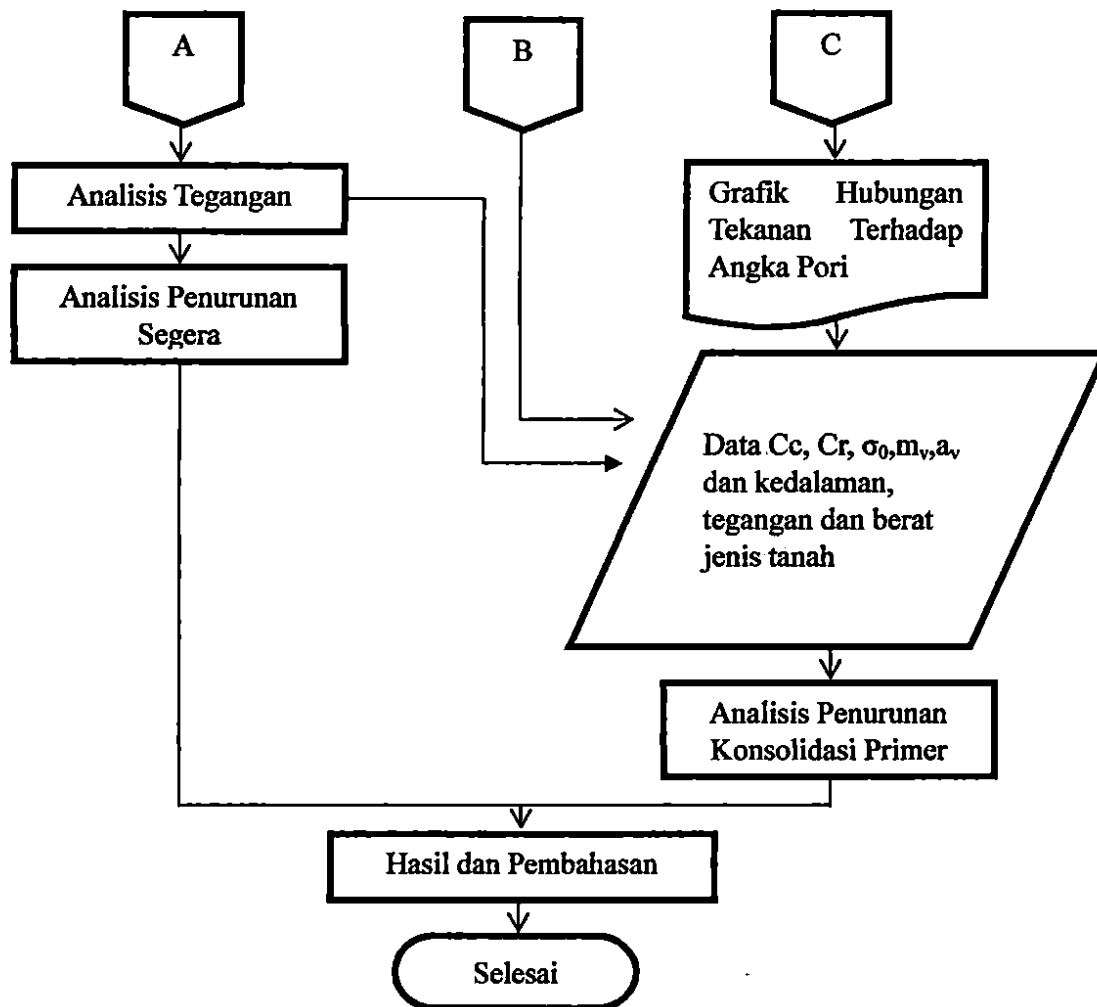 A
B
C
Analisis Tegangan
Grafik Hubungan
Tekanan Terhadap
Angka Pori
Analisis Penurunan
Segera
Data Cc, Cr, σ₀,mᵥ,aᵥ
dan kedalaman,
tegangan dan berat
jenis tanah
Analisis Penurunan
Konsolidasi Primer
Hasil dan Pembahasan
Selesai